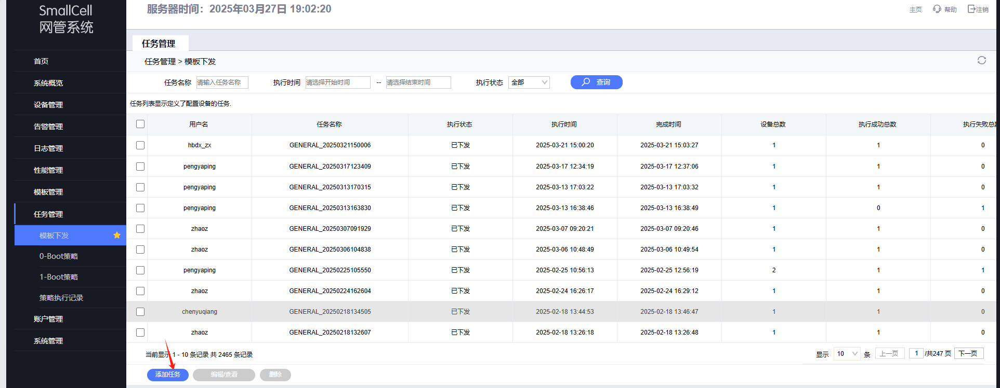 SmallCell
网管系统
服务器时间：2025年03月27日 19:02:20
主页 帮助 注销
首页
系统概览
设备管理
告警管理
日志管理
性能管理
模板管理
任务管理
模板下发
0-Boot策略
1-Boot策略
策略执行记录
账户管理
系统管理
任务管理
任务管理 > 模板下发
任务名称 请输入任务名称 执行时间 请选择开始时间 -- 请选择结束时间 执行状态 全部 查询
任务列表显示定义了配置设备的任务.
用户名 任务名称 执行状态 执行时间 完成时间 设备总数 执行成功总数 执行失败总数
hbdx_zx GENERAL_20250321150006 已下发 2025-03-21 15:00:20 2025-03-21 15:03:27 1 1 0
pengyaping GENERAL_20250317123409 已下发 2025-03-17 12:34:19 2025-03-17 12:37:06 1 1 0
pengyaping GENERAL_20250313170315 已下发 2025-03-13 17:03:22 2025-03-13 17:03:32 1 1 0
pengyaping GENERAL_20250313163830 已下发 2025-03-13 16:38:46 2025-03-13 16:38:49 1 0 1
zhaoz GENERAL_20250307091929 已下发 2025-03-07 09:20:21 2025-03-07 09:20:46 1 1 0
zhaoz GENERAL_20250306104838 已下发 2025-03-06 10:48:49 2025-03-06 10:49:54 1 1 0
pengyaping GENERAL_20250225105550 已下发 2025-02-25 10:56:13 2025-02-25 12:56:19 2 1 1
zhaoz GENERAL_20250224162604 已下发 2025-02-24 16:26:17 2025-02-24 16:29:12 1 1 0
chenyuqiang GENERAL_20250218134505 已下发 2025-02-18 13:44:53 2025-02-18 13:46:47 1 1 0
zhaoz GENERAL_20250218132607 已下发 2025-02-18 13:26:18 2025-02-18 13:26:48 1 1 0
当前显示 1 - 10 条记录 共 2465 条记录
显示 10 条 上一页 1 /共247 页 下一页
添加任务 编辑/查看 删除